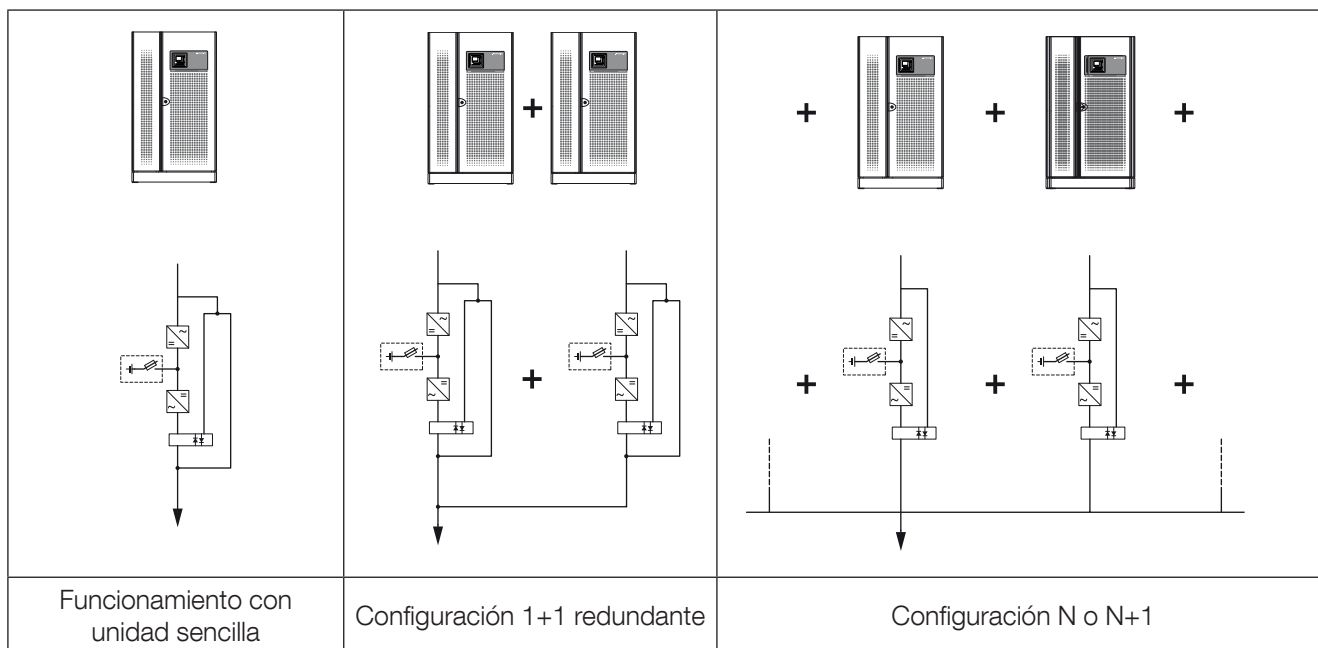 + + + +
+ + + +
Funcionamiento con
unidad sencilla
Configuración 1+1 redundante
Configuración N o N+1